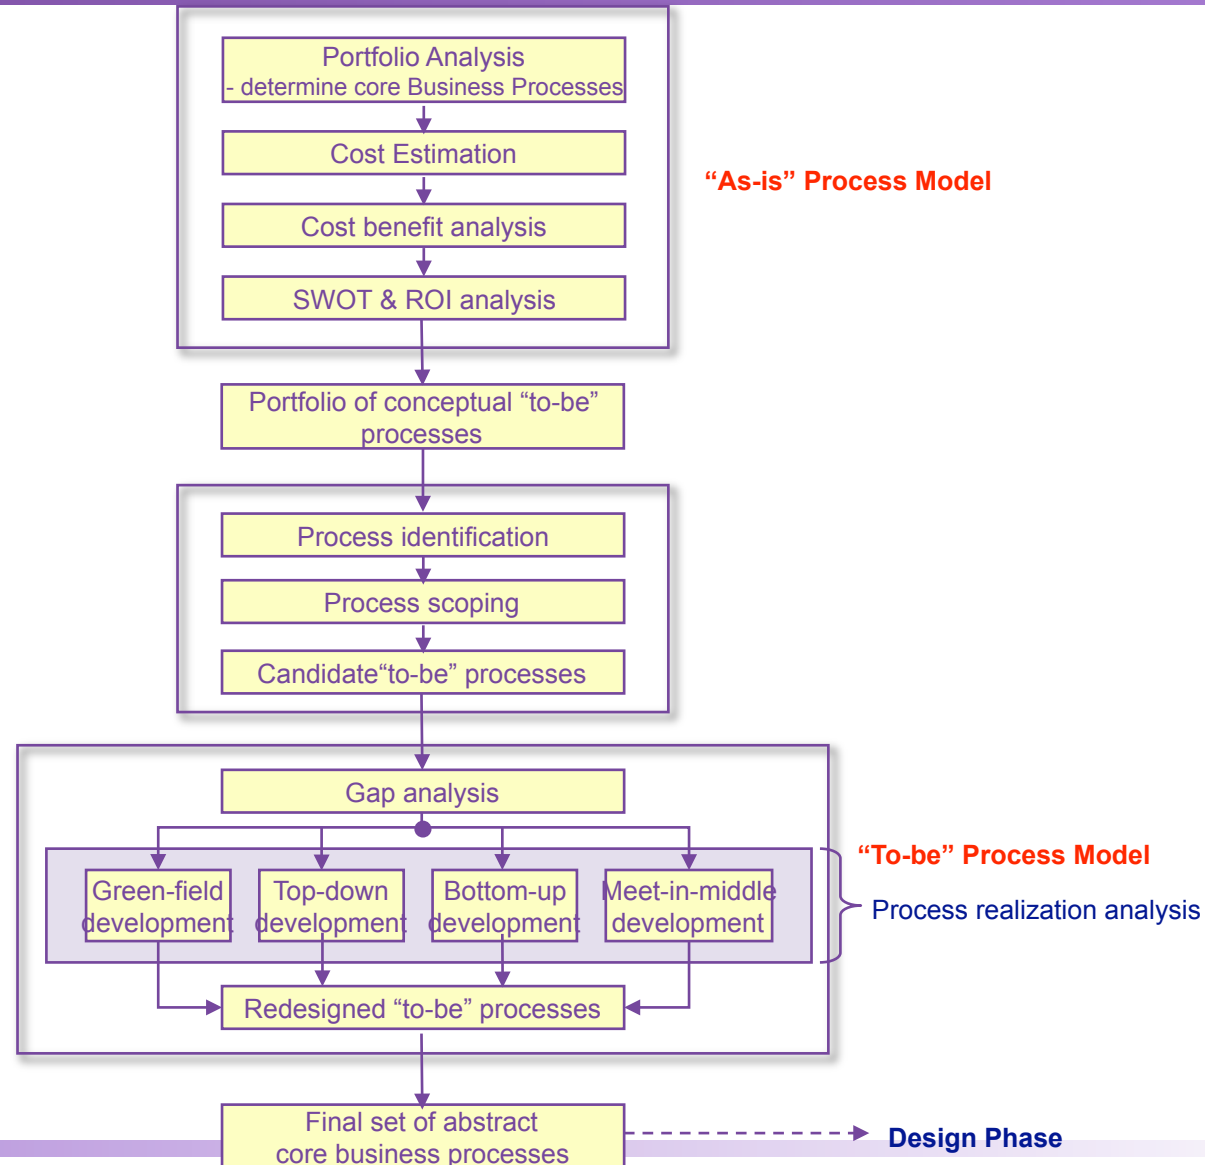 Portfolio Analysis
- determine core Business Processes
Cost Estimation
“As-is” Process Model
Cost benefit analysis
SWOT & ROI analysis
Portfolio of conceptual “to-be”
processes
Process identification
Process scoping
Candidate“to-be” processes
Gap analysis
“To-be” Process Model
Process realization analysis
Green-field
development
Top-down
development
Bottom-up
development
Meet-in-middle
development
Redesigned “to-be” processes
Final set of abstract
core business processes
Design Phase